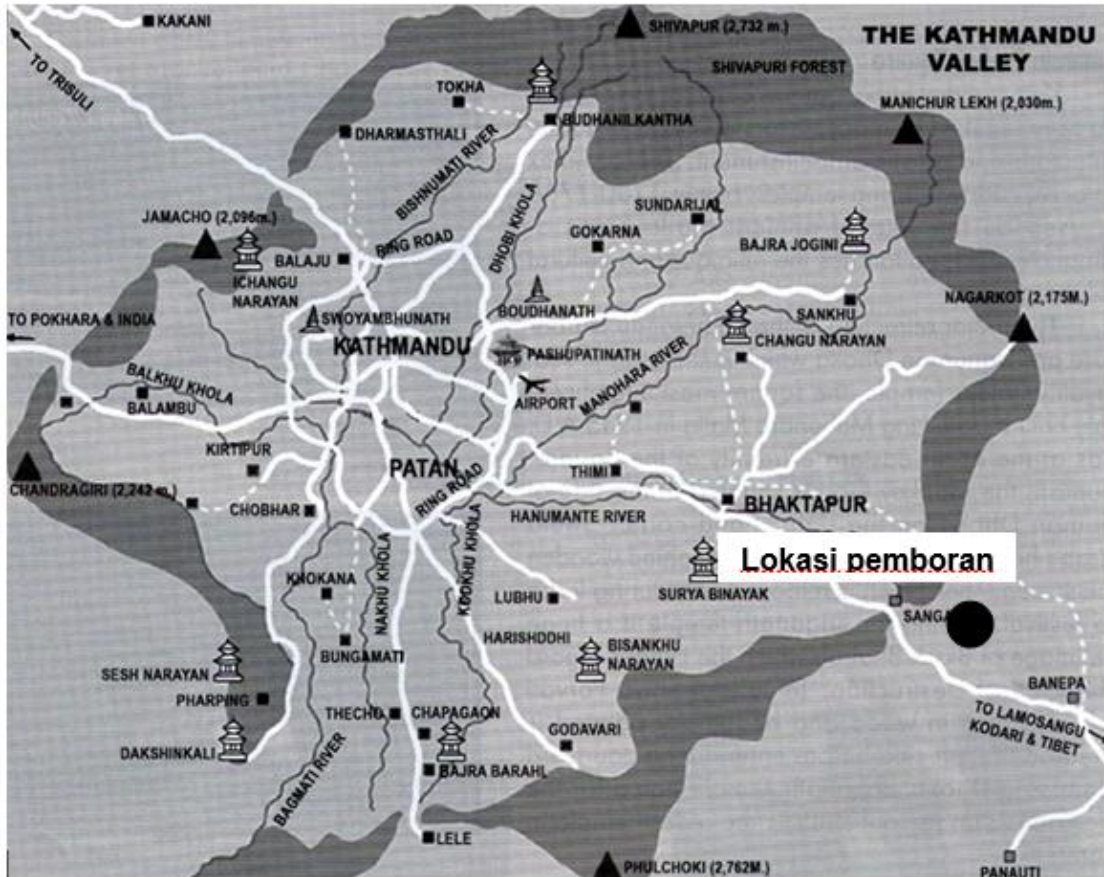 KAKANI
SHIVAPUR (2,732 m.)
THE KATHMANDU
VALLEY
TO TRISULI
SHIVAPURI FOREST
TOKHA
MANICHUR LEKH (2,030m.)
BUDHANILKANTHA
DHARMASTHALI
BISHNUMATI RIVER
DHOBI KHOLA
SUNDARIJAL
JAMACHO (2,096m.)
RING ROAD
GOKARNA
BAJRA JOGINI
BALAJU
ICHANGU
NARAYAN
BOUDHANATH
NAGARKOT (2,175M.)
SANKHU
TO POKHARA & INDIA
SWOYAMBHUNATH
CHANGU NARAYAN
KATHMANDU
PASHUPATINATH
MANOHARA RIVER
BALKHU KHOLA
BALAMBU
AIRPORT
KIRTIPUR
PATAN
THIMI
CHANDRAGIRI (2,242 m.)
RING ROAD
BHAKTAPUR
CHOBHAR
HANUMANTE RIVER
Lokasi pemboran
KHOKANA
NAKHU KHOLA
SURYA BINAYAK
LUBHU
SANGA
HARISHDDHI
BUNGAMATI
BISANKHU
NARAYAN
SESH NARAYAN
PHARPING
BANEPA
THECHO
CHAPAGAON
TO LAMOSANGU
KODARI & TIBET
GODAVARI
DAKSHINKALI
BAGMATI RIVER
BAJRA BARAHI
LELE
PHULCHOKI (2,762M.)
PANAUTI